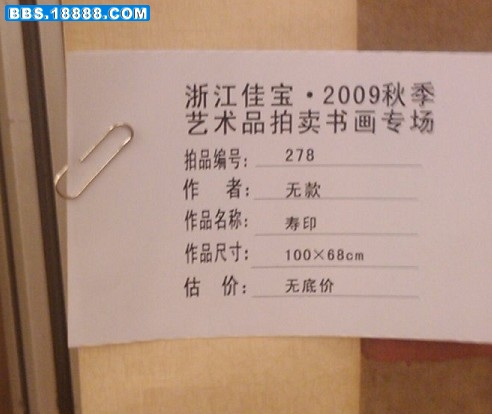 BBS.18888.COM
浙江佳宝·2009秋季
艺术品拍卖书画专场
拍品编号: 278
作 者: 无款
作品名称: 寿印
作品尺寸: 100×68cm
估 价: 无底价